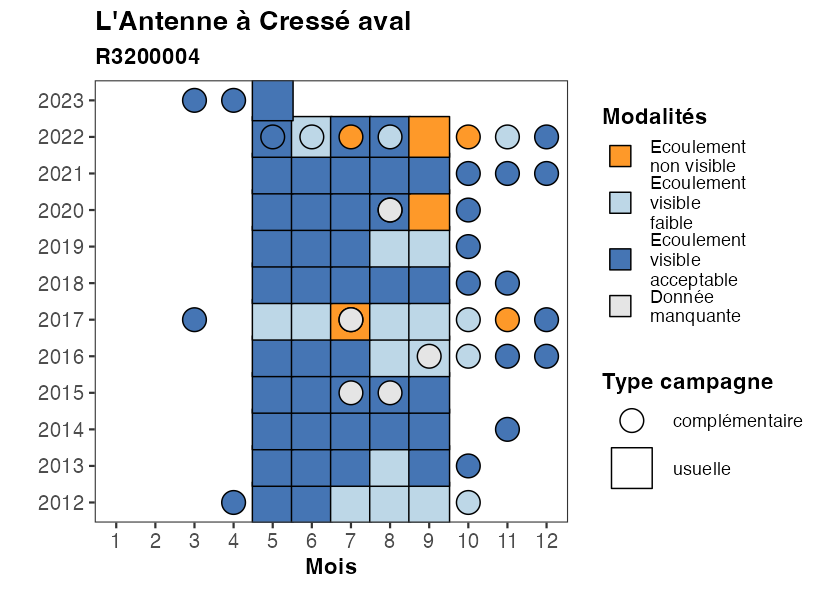 L'Antenne à Cressé aval
R3200004
2023
2022
2021
2020
2019
2018
2017
2016
2015
2014
2013
2012
1 2 3 4 5 6 7 8 9 10 11 12
Mois
Modalités
Ecoulement
non visible
Ecoulement
visible
faible
Ecoulement
visible
acceptable
Donnée
manquante
Type campagne
complémentaire
usuelle